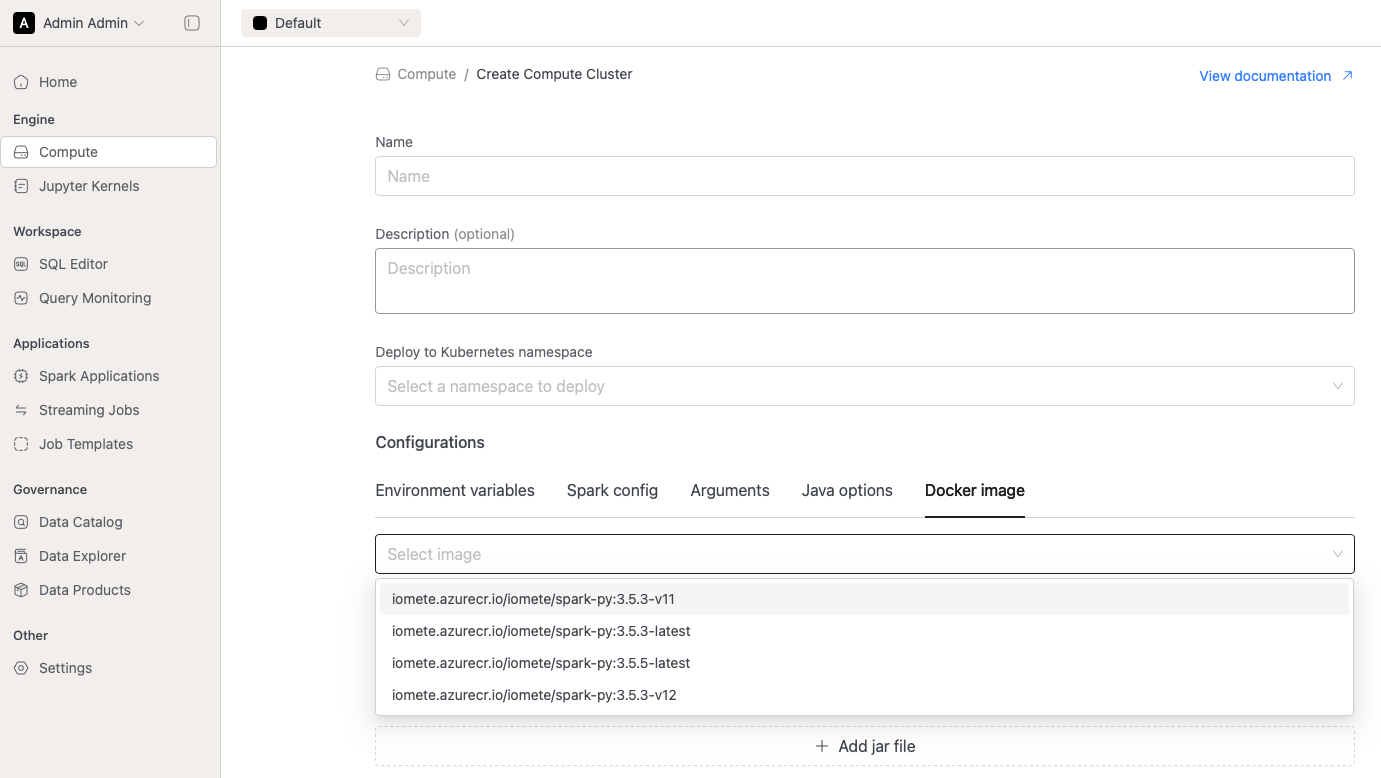 A Admin Admin
Default
Home
Engine
Compute
Jupyter Kernels
Workspace
SQL SQL Editor
Query Monitoring
Applications
Spark Applications
Streaming Jobs
Job Templates
Governance
Data Catalog
Data Explorer
Data Products
Other
Settings
Compute / Create Compute Cluster
View documentation
Name
Name
Description (optional)
Description
Deploy to Kubernetes namespace
Select a namespace to deploy
Configurations
Environment variables Spark config Arguments Java options Docker image
Select image
iomete.azurecr.io/iomete/spark-py:3.5.3-v11
iomete.azurecr.io/iomete/spark-py:3.5.3-latest
iomete.azurecr.io/iomete/spark-py:3.5.5-latest
iomete.azurecr.io/iomete/spark-py:3.5.3-v12
+ Add jar file